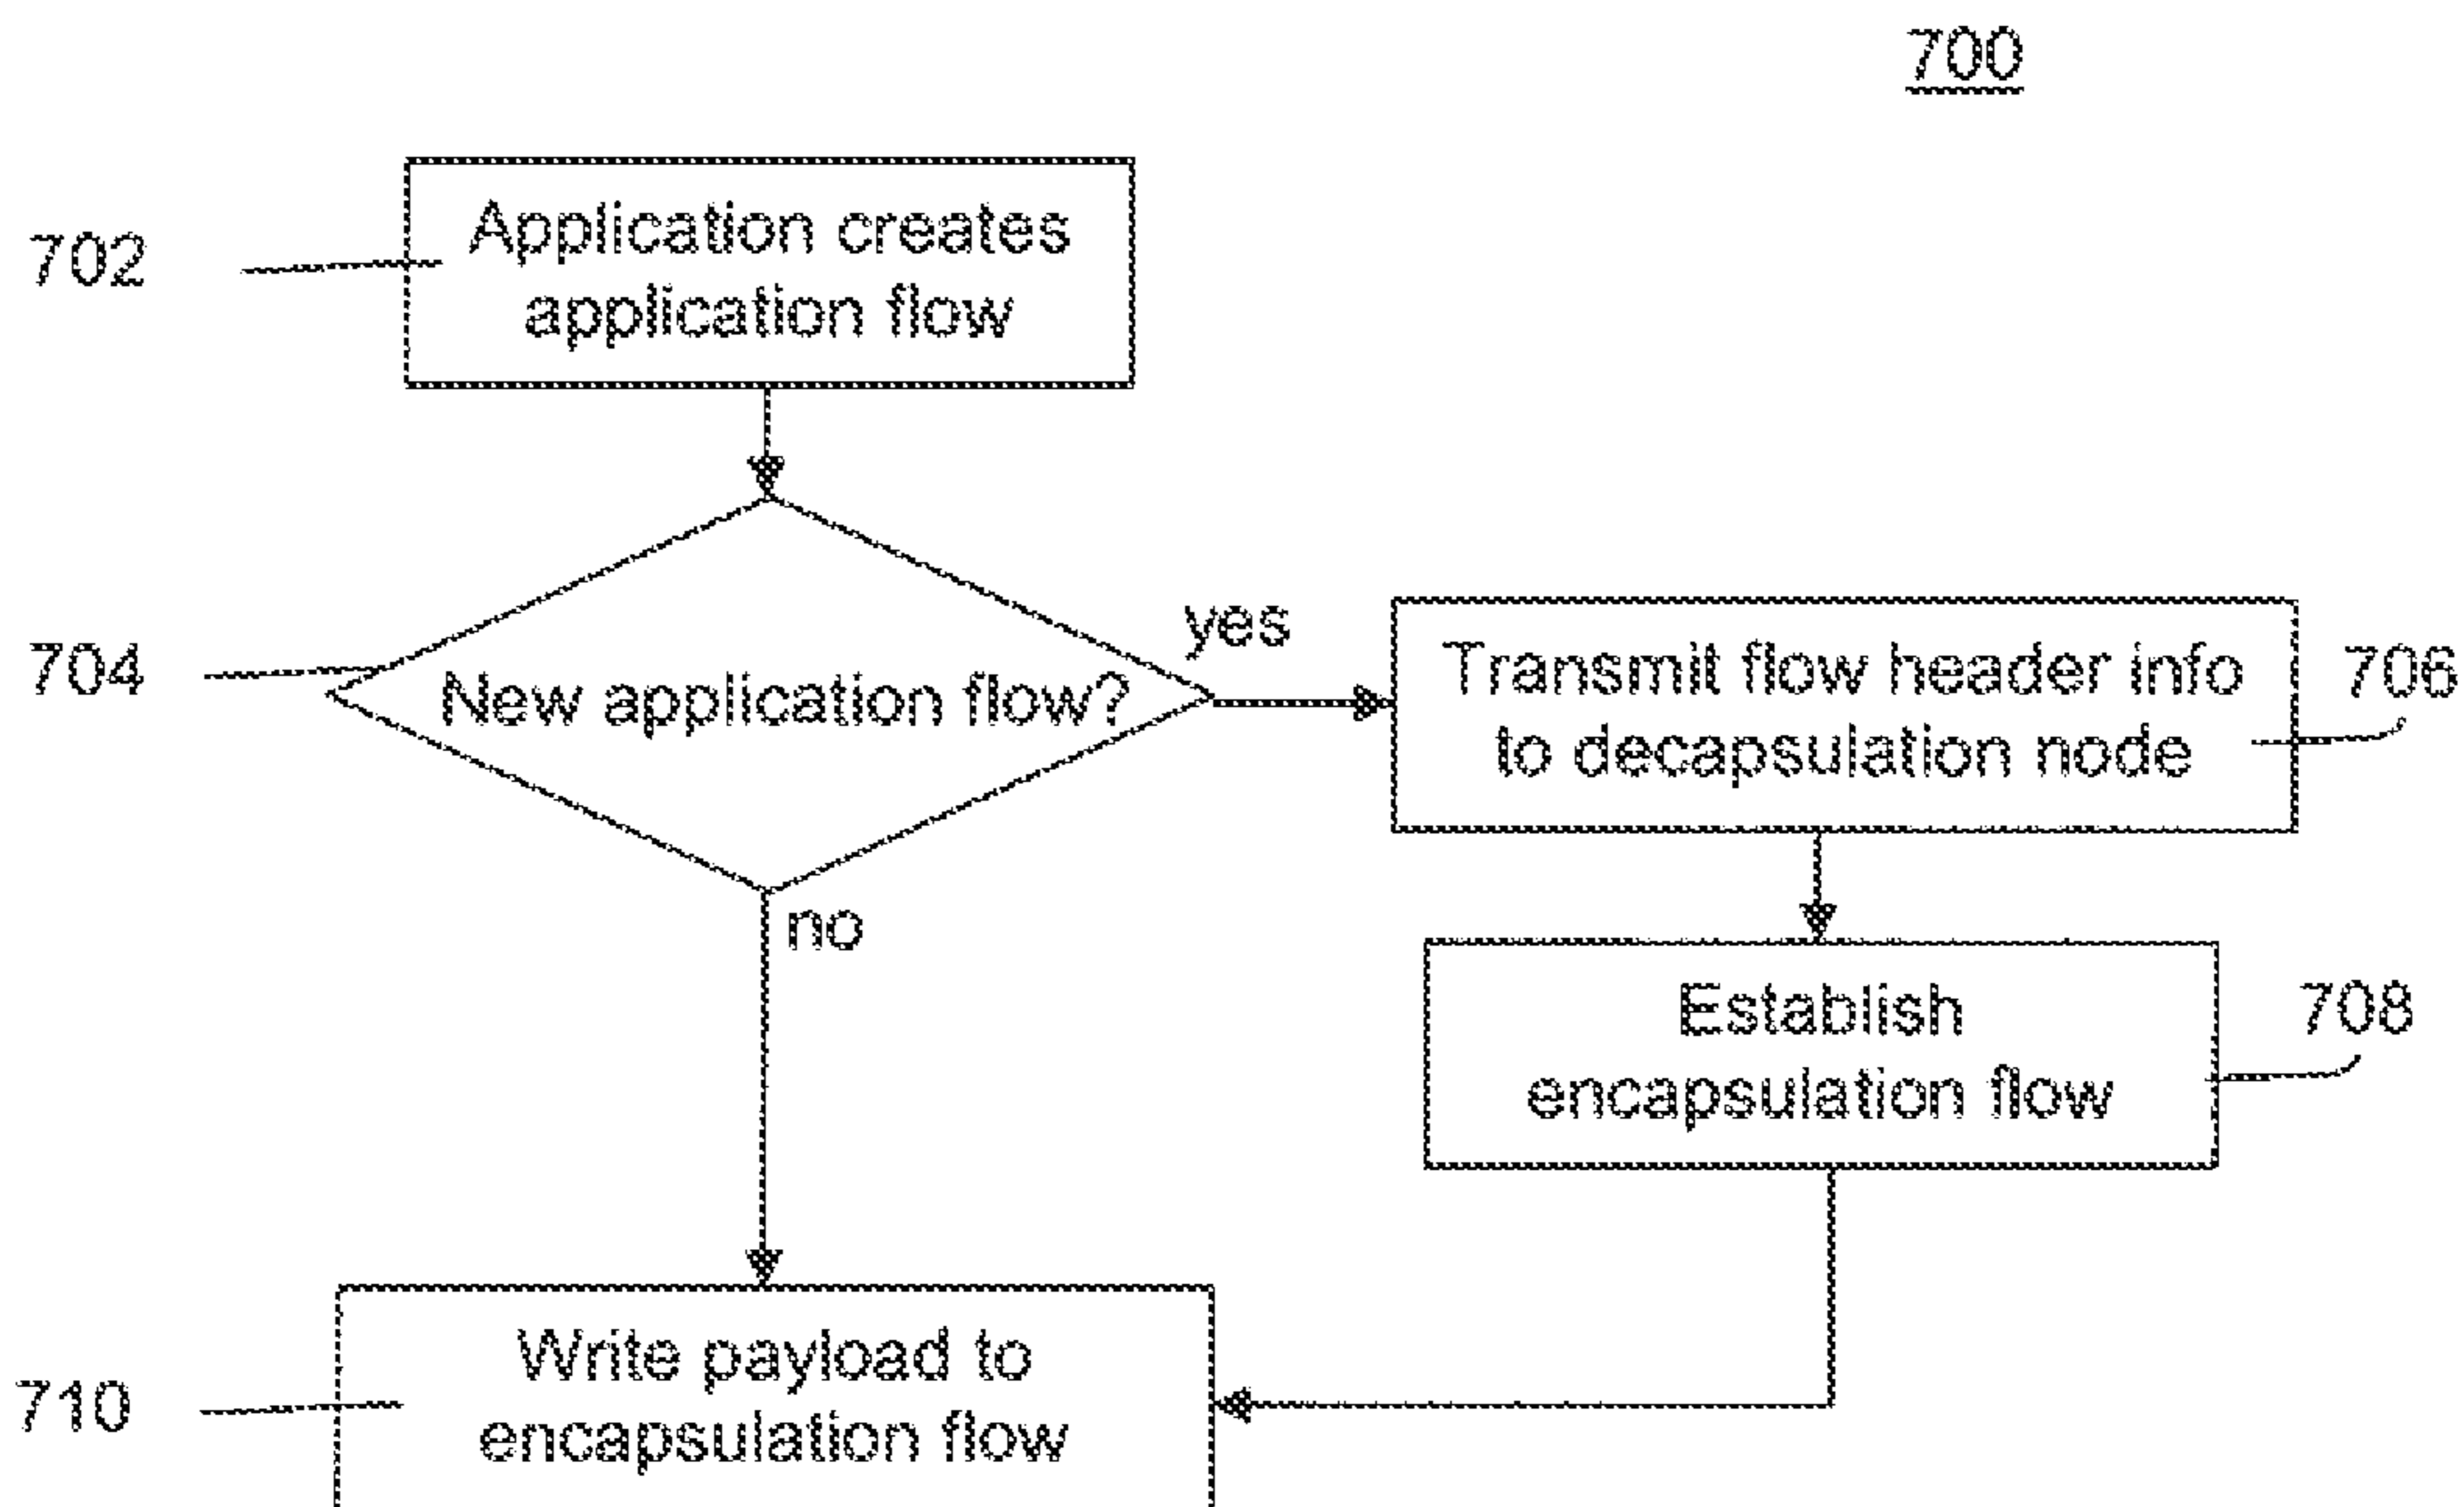 700
702
Application creates
application flow
704
New application flow?
yes
Transmit flow header info
to decapsulation node
706
no
Establish
encapsulation flow
708
710
Write payload to
encapsulation flow